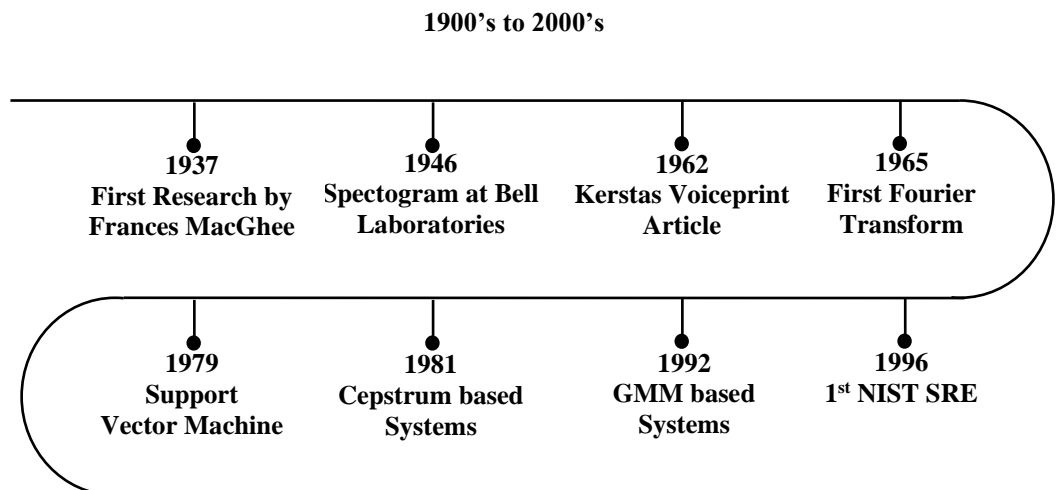 1900’s to 2000’s
1937
First Research by
Frances MacGhee
1946
Spectogram at Bell
Laboratories
1962
Kerstas Voiceprint
Article
1965
First Fourier
Transform
1979
Support
Vector Machine
1981
Cepstrum based
Systems
1992
GMM based
Systems
1996
1st NIST SRE